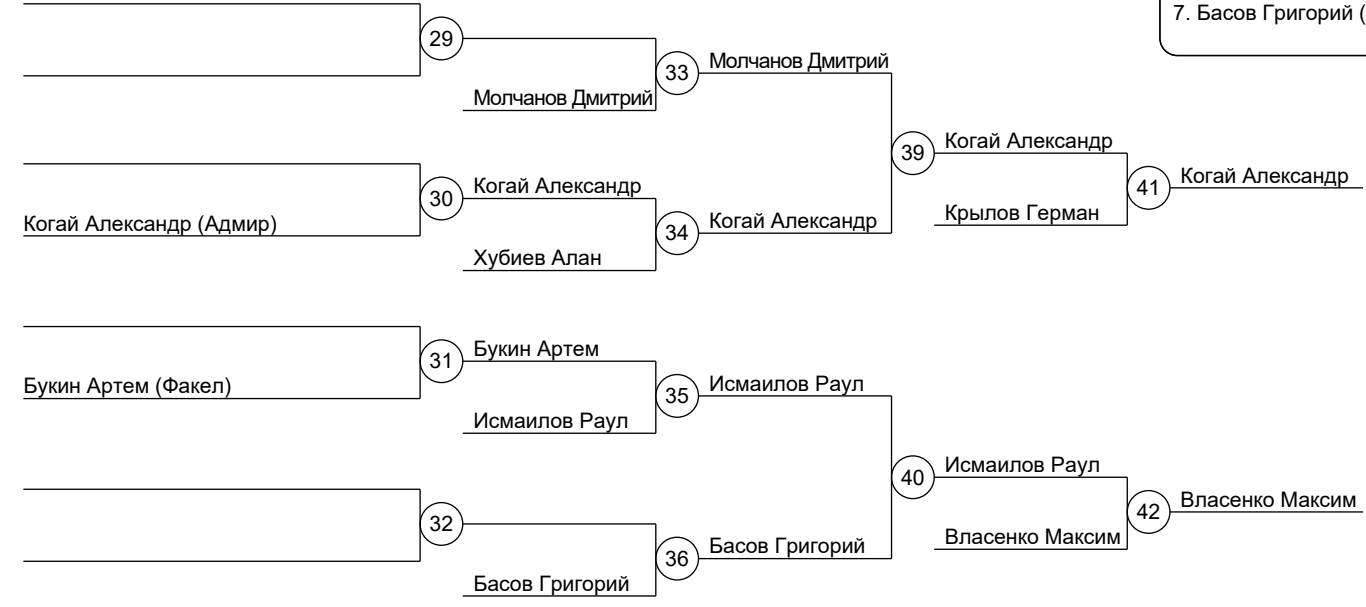 7. Басов Григорий (
29
33
Молчанов Дмитрий
Молчанов Дмитрий
39
Когай Александр
41
Когай Александр
30
Когай Александр
Когай Александр (Адмир)
34
Когай Александр
Крылов Герман
Хубиев Алан
31
Букин Артем
Букин Артем (Факел)
35
Исмаилов Раул
Исмаилов Раул
40
Исмаилов Раул
42
Власенко Максим
32
Власенко Максим
36
Басов Григорий
Басов Григорий